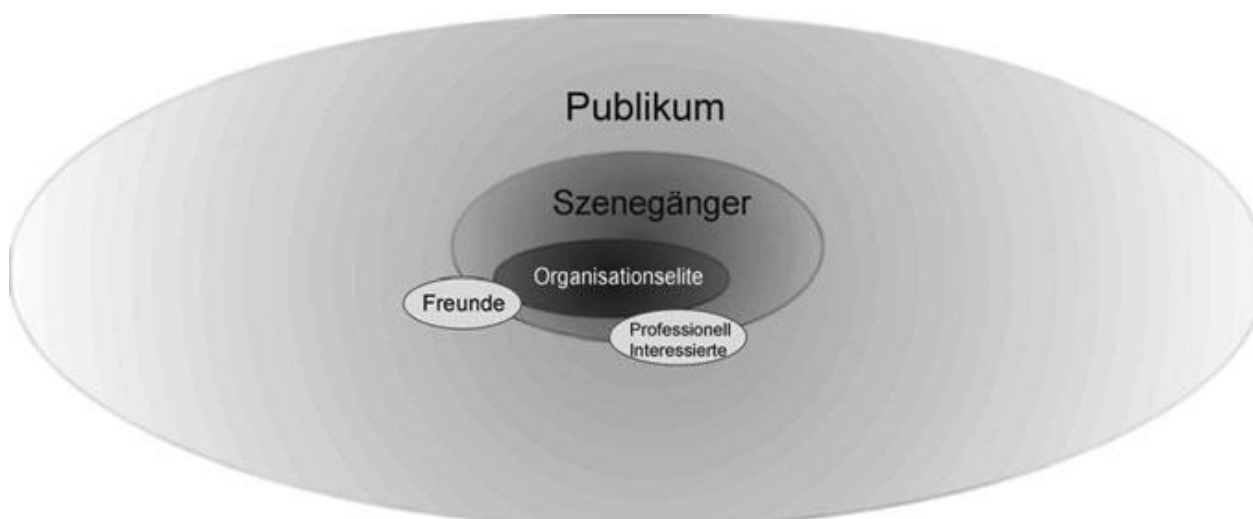 Publikum
Szenegänger
Organisationselite
Freunde
Professionell
Interessierte